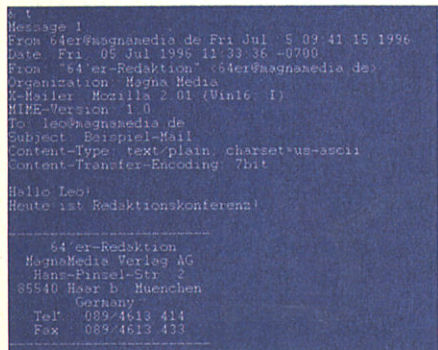 & t
Message 1
From 64er@magnamedia.de Fri Jul 5 09:41:15 1996
Date: Fri, 05 Jul 1996 11:33:36 -0700
From: "64'er-Redaktion" <64er@magnamedia.de>
Organization: Magna Media
X-Mailer: Mozilla 2.01 (Win16; I)
MIME-Version: 1.0
To: leo@magnamedia.de
Subject: Beispiel-Mail
Content-Type: text/plain; charset=us-ascii
Content-Transfer-Encoding: 7bit
Hallo Leo!
Heute ist Redaktionskonferenz!
64'er-Redaktion
MagnaMedia Verlag AG
Hans-Pinsel-Str. 2
85540 Haar b. Muenchen
Germany
Tel*: 089/4613 414
Fax : 089/4613 433